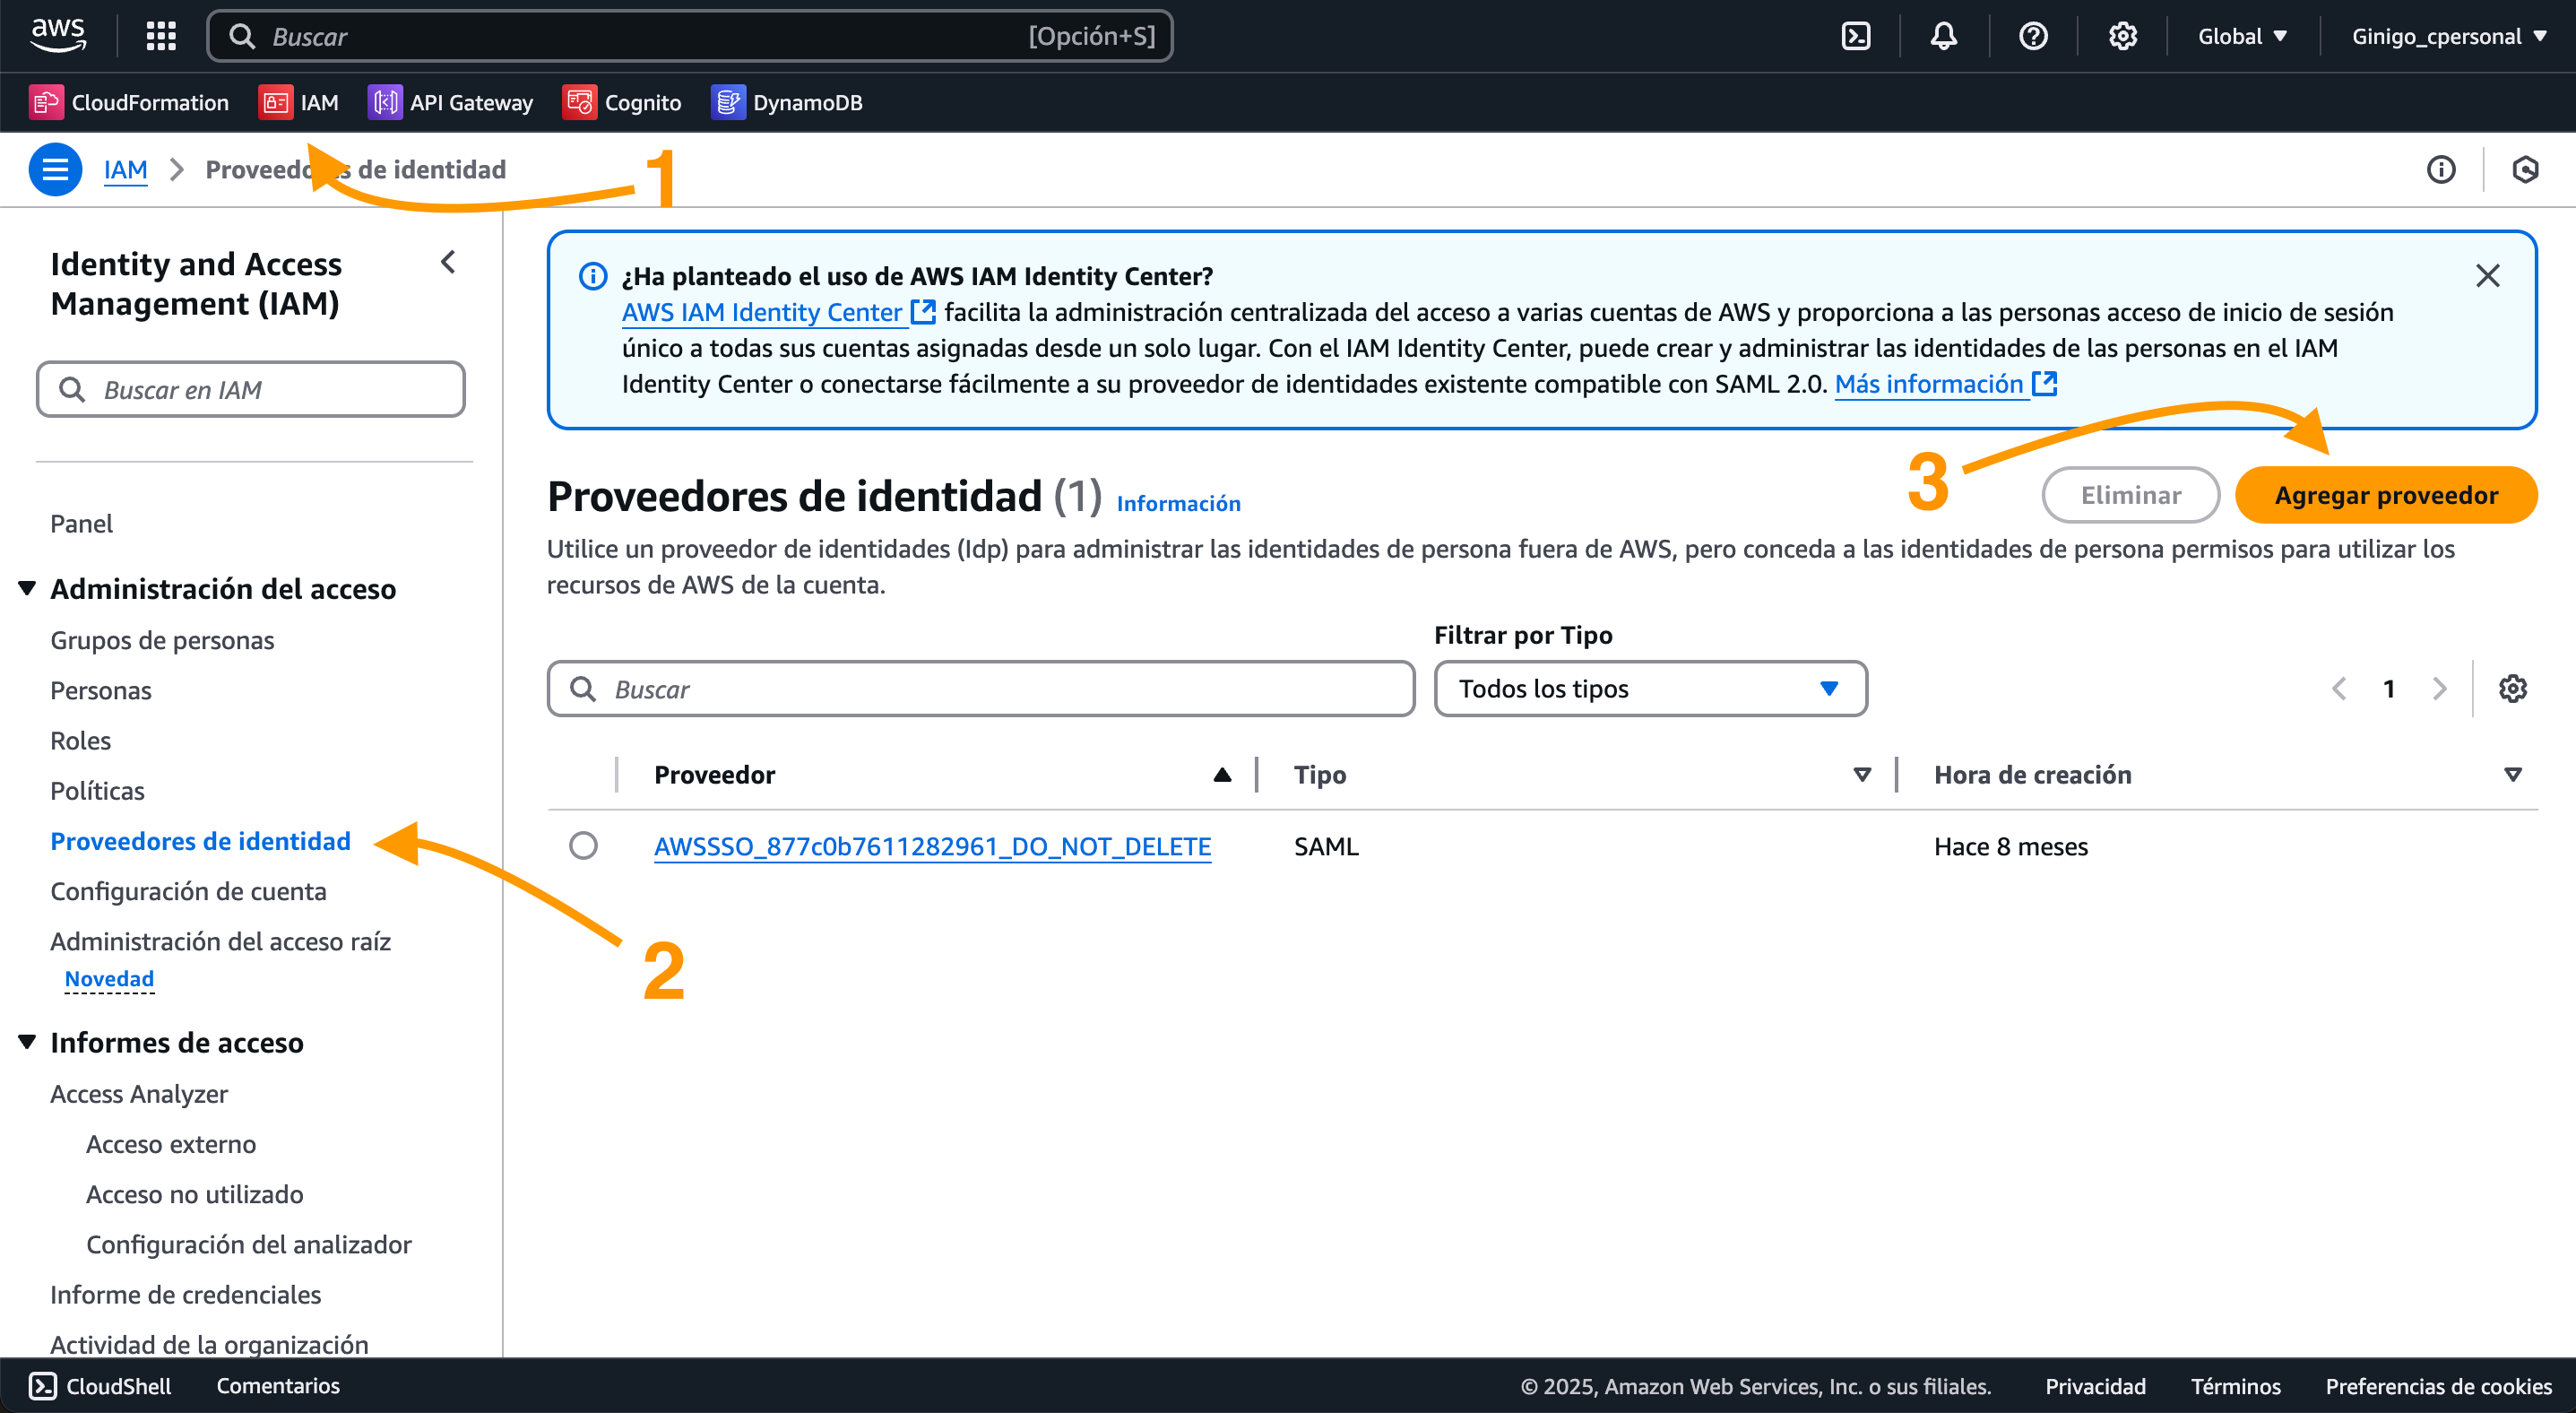 aws
Buscar
[Opción+S]
Global
Ginigo_cpersonal
CloudFormation
IAM
API Gateway
Cognito
DynamoDB
IAM
Proveedores de identidad
1
Identity and Access
Management (IAM)
Buscar en IAM
Panel
Administración del acceso
Grupos de personas
Personas
Roles
Políticas
Proveedores de identidad
Configuración de cuenta
Administración del acceso raíz
Novedad
Informes de acceso
Access Analyzer
Acceso externo
Acceso no utilizado
Configuración del analizador
Informe de credenciales
Actividad de la organización
2
¿Ha planteado el uso de AWS IAM Identity Center?
AWS IAM Identity Center facilita la administración centralizada del acceso a varias cuentas de AWS y proporciona a las personas acceso de inicio de sesión
único a todas sus cuentas asignadas desde un solo lugar. Con el IAM Identity Center, puede crear y administrar las identidades de las personas en el IAM
Identity Center o conectarse fácilmente a su proveedor de identidades existente compatible con SAML 2.0. Más información
3
Proveedores de identidad (1) Información
Eliminar
Agregar proveedor
Utilice un proveedor de identidades (Idp) para administrar las identidades de persona fuera de AWS, pero conceda a las identidades de persona permisos para utilizar los
recursos de AWS de la cuenta.
Filtrar por Tipo
Buscar
Todos los tipos
1
Proveedor
Tipo
Hora de creación
AWSSSO_877c0b7611282961_DO_NOT_DELETE
SAML
Hace 8 meses
CloudShell
Comentarios
© 2025, Amazon Web Services, Inc. o sus filiales.
Privacidad
Términos
Preferencias de cookies